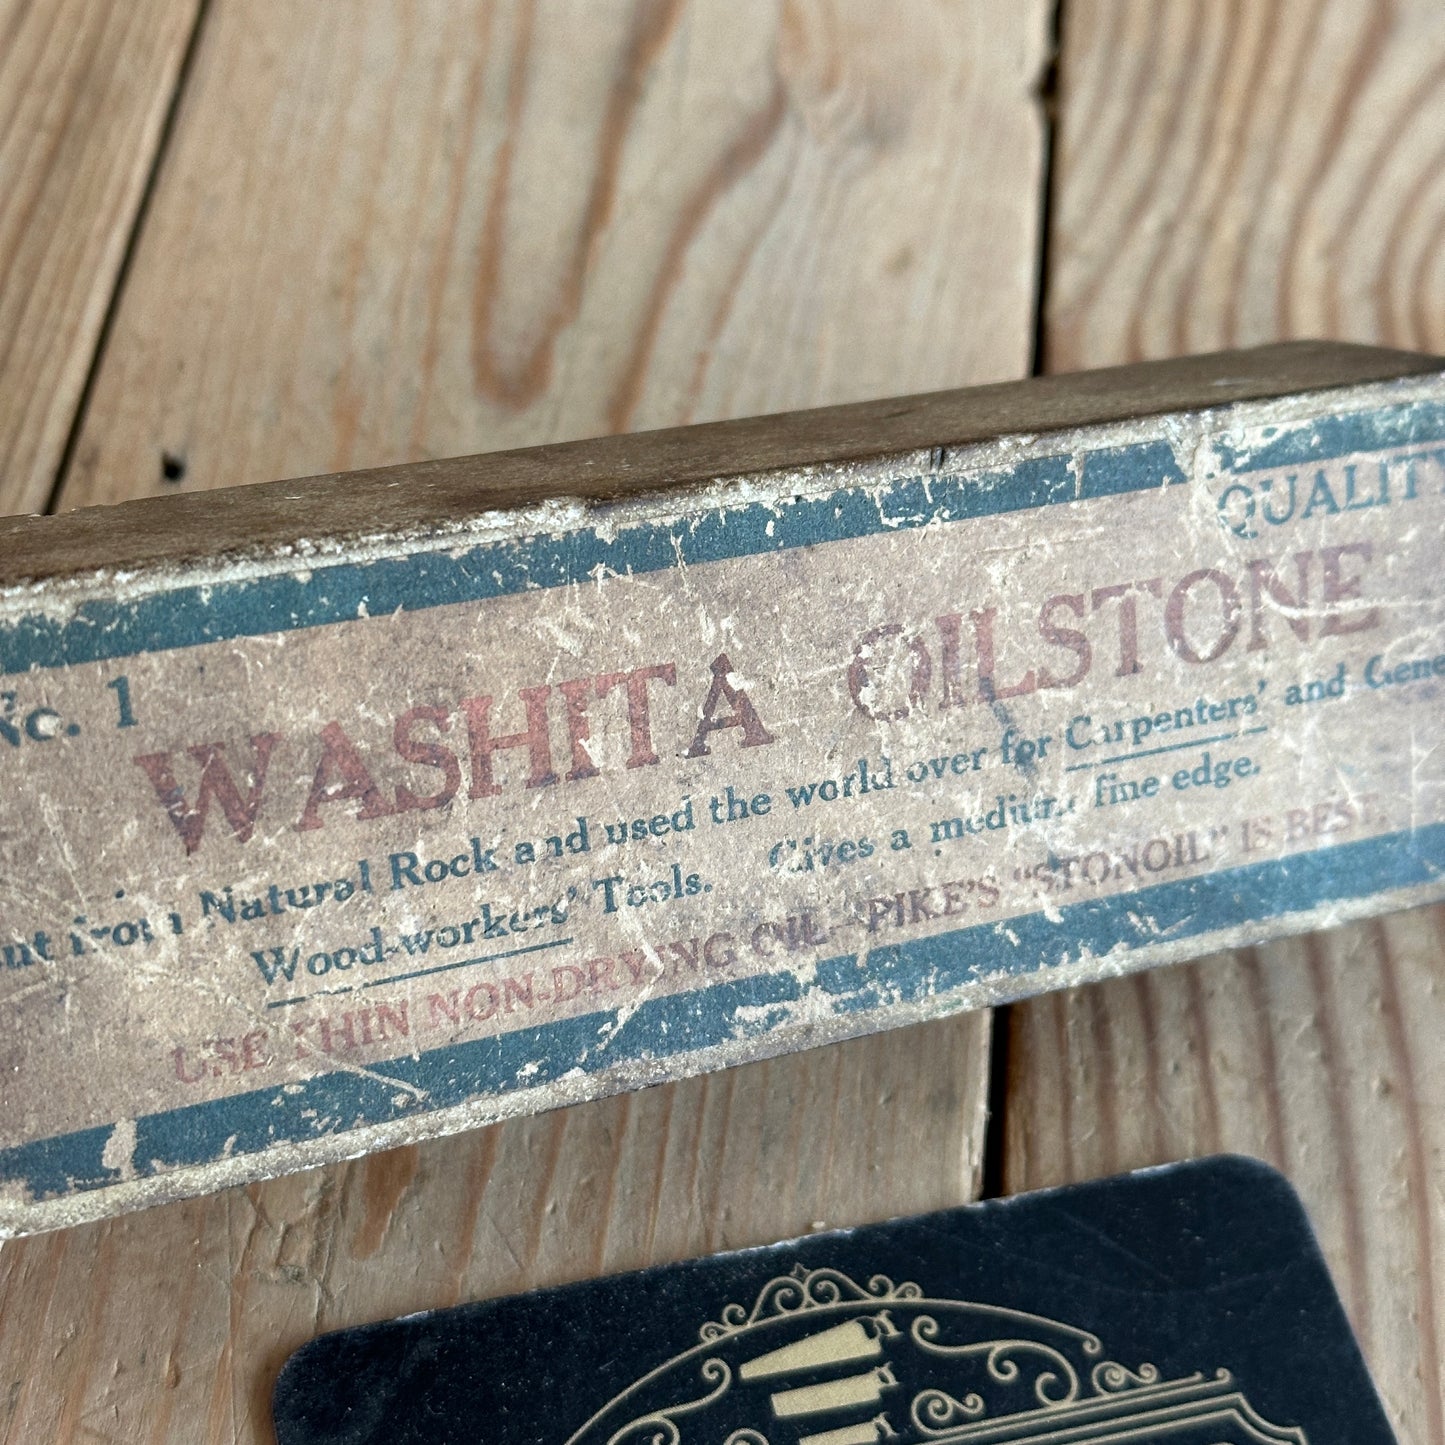 QUALITY
No. 1
WASHITA OILSTONE
from Natural Rock and used the world over for Carpenters' and
Wood-workers' Tools. Gives a medium fine edge.
USE THIN NON-DRYING OIL—PIKE'S "STONOIL" IS BEST.